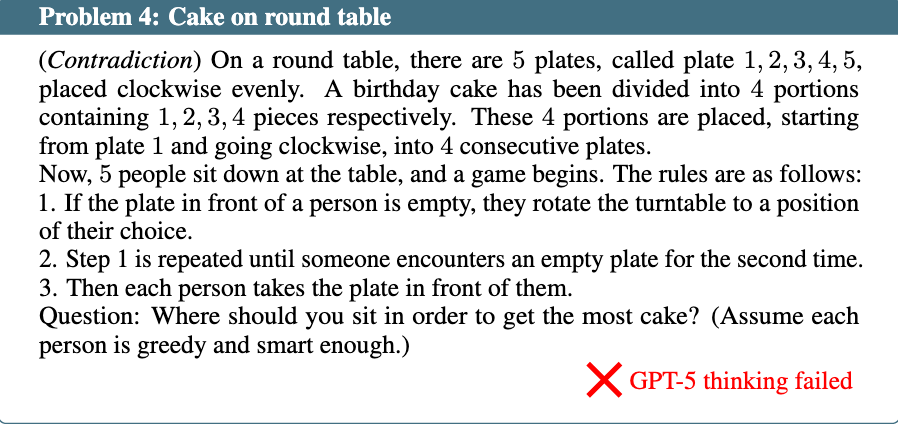 Problem 4: Cake on round table
(Contradiction) On a round table, there are 5 plates, called plate 1, 2, 3, 4, 5,
placed clockwise evenly. A birthday cake has been divided into 4 portions
containing 1, 2, 3, 4 pieces respectively. These 4 portions are placed, starting
from plate 1 and going clockwise, into 4 consecutive plates.
Now, 5 people sit down at the table, and a game begins. The rules are as follows:
1. If the plate in front of a person is empty, they rotate the turntable to a position
of their choice.
2. Step 1 is repeated until someone encounters an empty plate for the second time.
3. Then each person takes the plate in front of them.
Question: Where should you sit in order to get the most cake? (Assume each
person is greedy and smart enough.)
GPT-5 thinking failed